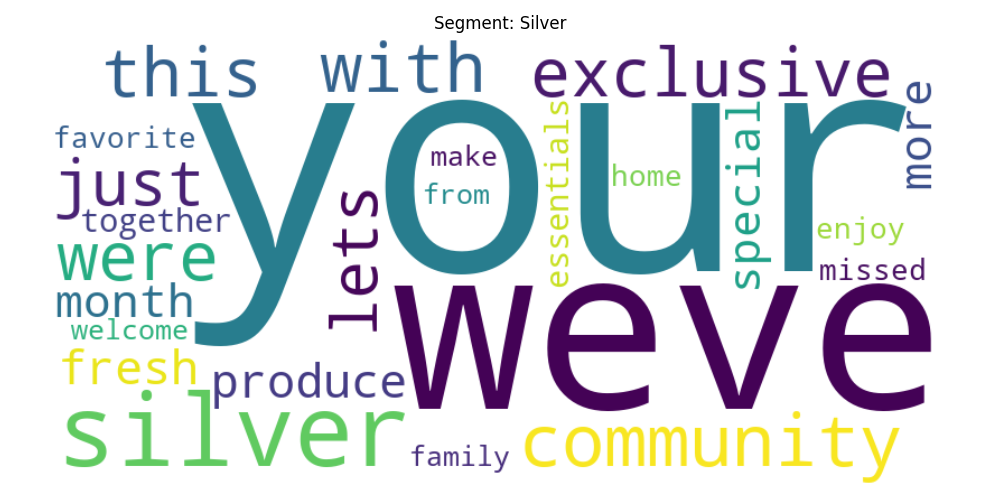 Segment: Silver
this with exclusive
your
favorite
make
essentials
special
more
just
from
home
together
lets
enjoy
were
missed
month
weve
welcome
fresh
produce
silver
community
family